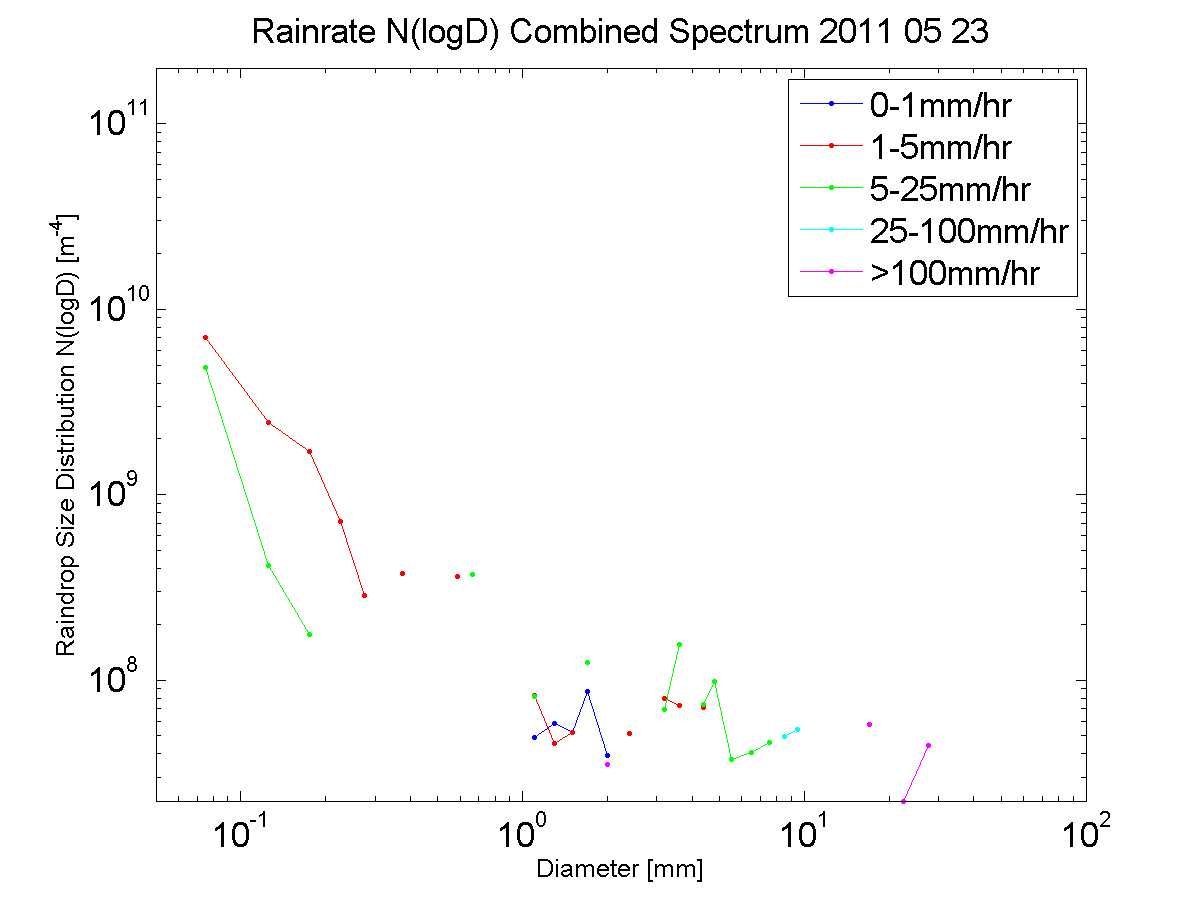 Rainrate N(logD) Combined Spectrum 2011 05 23
0-1mm/hr
1-5mm/hr
5-25mm/hr
25-100mm/hr
>100mm/hr
Raindrop Size Distribution N(logD) [m^-4]
10^11
10^10
10^9
10^8
10^-1
10^0
10^1
10^2
Diameter [mm]